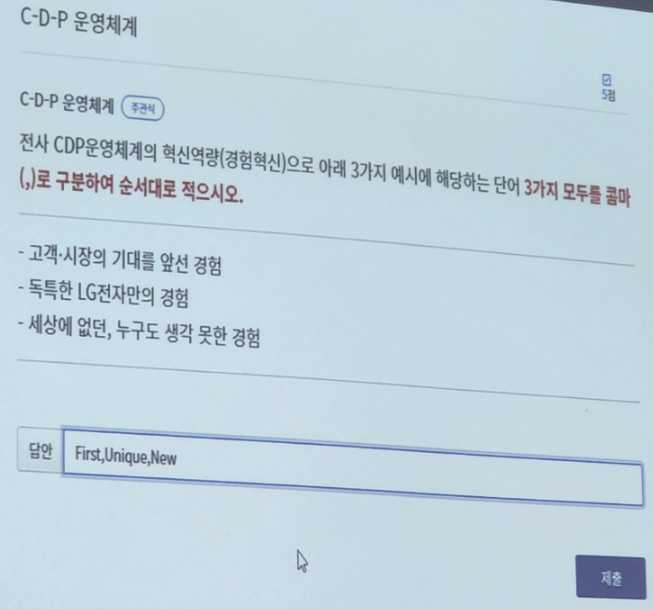 C-D-P 운영체계
5점
C-D-P 운영체계 주관식
전사 CDP운영체계의 혁신역량(경험혁신)으로 아래 3가지 예시에 해당하는 단어 3가지 모두를 콤마
(,)로 구분하여 순서대로 적으시오.
- 고객·시장의 기대를 앞선 경험
- 독특한 LG전자만의 경험
- 세상에 없던, 누구도 생각 못한 경험
답안 First,Unique,New
제출